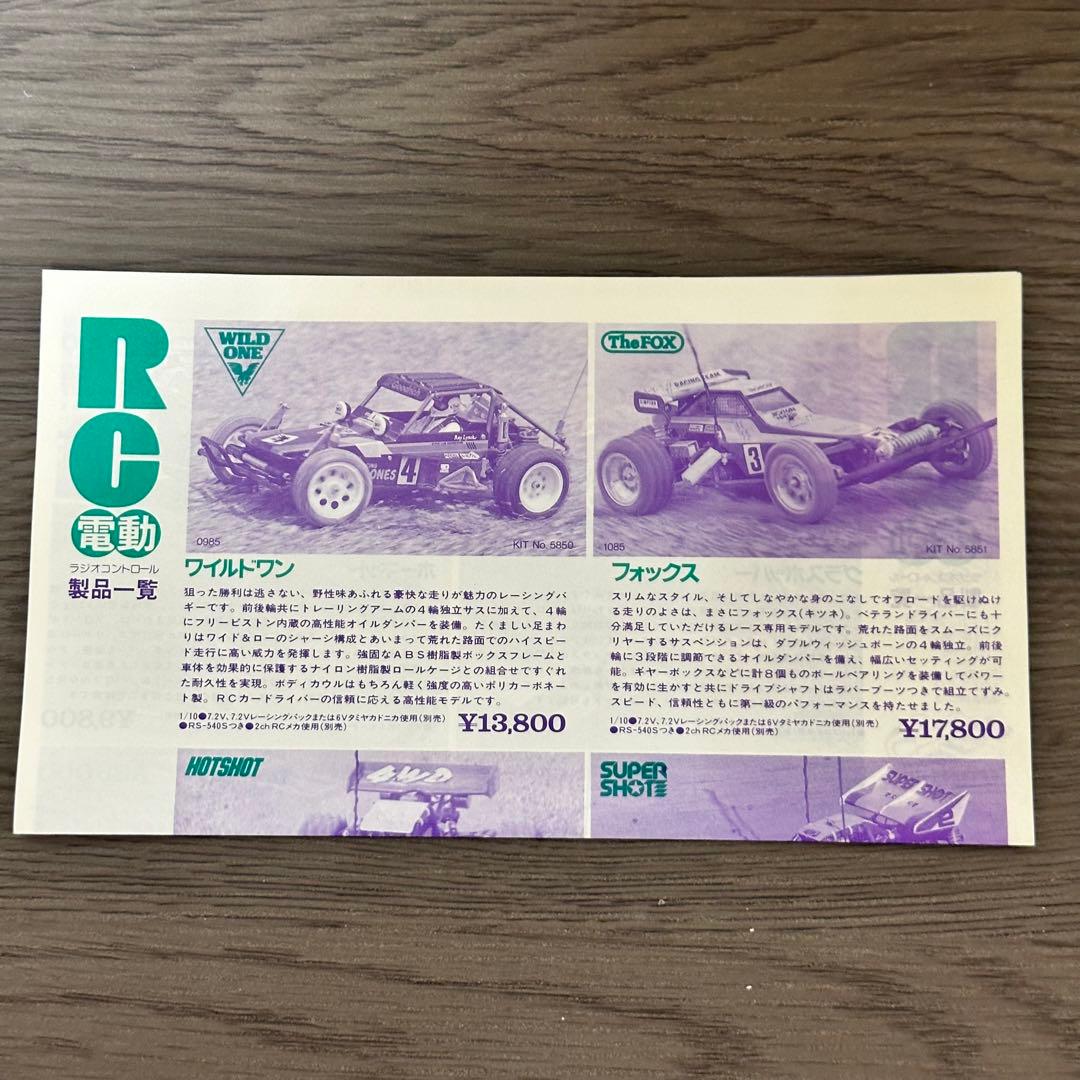 RC
電動
ラジオコントロール
製品一覧
WILD
ONE
4
ONES
0985
KIT No. 5850
ワイルドワン
狙った勝利は逃さない、野性味あふれる豪快な走りが魅力のレーシングバ
ギーです。前後輪共にトレーリングアームの4輪独立サスに加えて、4輪
にフリーピストン内蔵の高性能オイルダンパーを装備。たくましい足まわ
りはワイド&ローのシャーシ構成とあいまって荒れた路面でのハイスピー
ド走行に高い威力を発揮します。強固なABS樹脂製ボックスフレームと
車体を効果的に保護するナイロン樹脂製ロールケージとの組合せですぐれ
た耐久性を実現。ボディカウルはもちろん軽く強度の高いポリカーボネー
ト製。RCカードライバーの信頼に応える高性能モデルです。
1/10●7.2V、7.2Vレーシングパックまたは6Vタミヤカドニカ使用(別売)
●RS-540Sつき●2ch RCメカ使用(別売)
¥13,800
The FOX
RACING TEAM
3
1085
KIT No. 5851
フォックス
スリムなスタイル、そしてしなやかな身のこなしでオフロードを駆けぬけ
る走りのよさは、まさにフォックス(キツネ)。ベテランドライバーにも十
分満足していただけるレース専用モデルです。荒れた路面をスムーズにク
リヤーするサスペンションは、ダブルウィッシュボーンの4輪独立。前後
輪に3段階に調節できるオイルダンパーを備え、幅広いセッティングが可
能。ギヤーボックスなどに計8個ものボールベアリングを装備してパワー
を有効に生かすと共にドライブシャフトはラバーブーツつきで組立てずみ。
スピード、信頼性ともに第一級のパフォーマンスを持たせました。
1/10●7.2V、7.2Vレーシングパックまたは6Vタミヤカドニカ使用(別売)
●RS-540Sつき●2ch RCメカ使用(別売)
¥17,800
HOTSHOT
4WD
SUPER
SHOT
SUPER SHOT